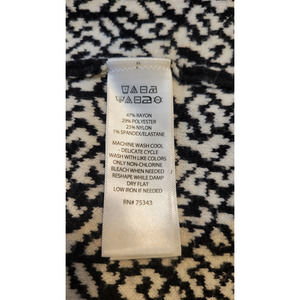 47% RAYON
29% POLYESTER
23% NYLON
1% SPANDEX/ELASTANE
MACHINE WASH COOL
- DELICATE CYCLE
WASH WITH LIKE COLORS
ONLY NON-CHLORINE
BLEACH WHEN NEEDED
RESHAPE WHILE DAMP
DRY FLAT
LOW IRON IF NEEDED
RN# 75343